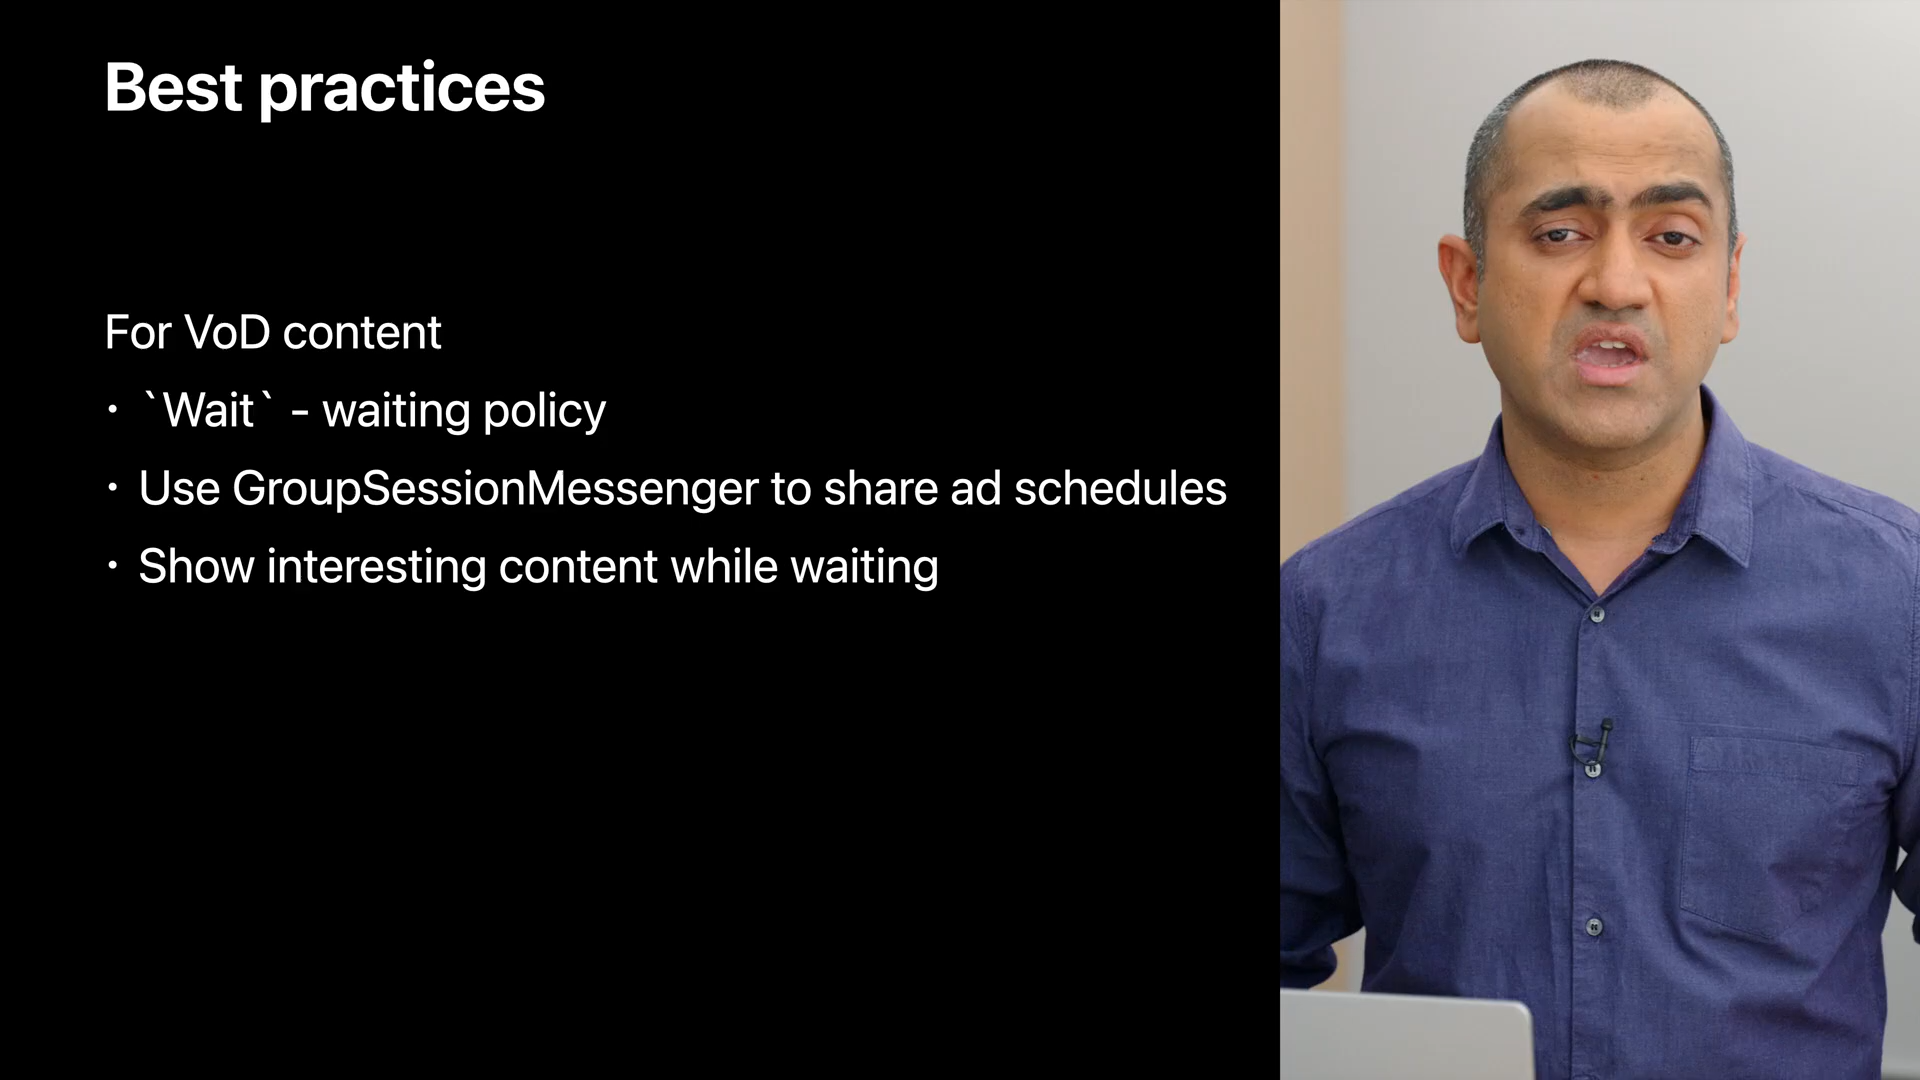 Best practices
For VoD content
• `Wait` - waiting policy
• Use GroupSessionMessenger to share ad schedules
• Show interesting content while waiting